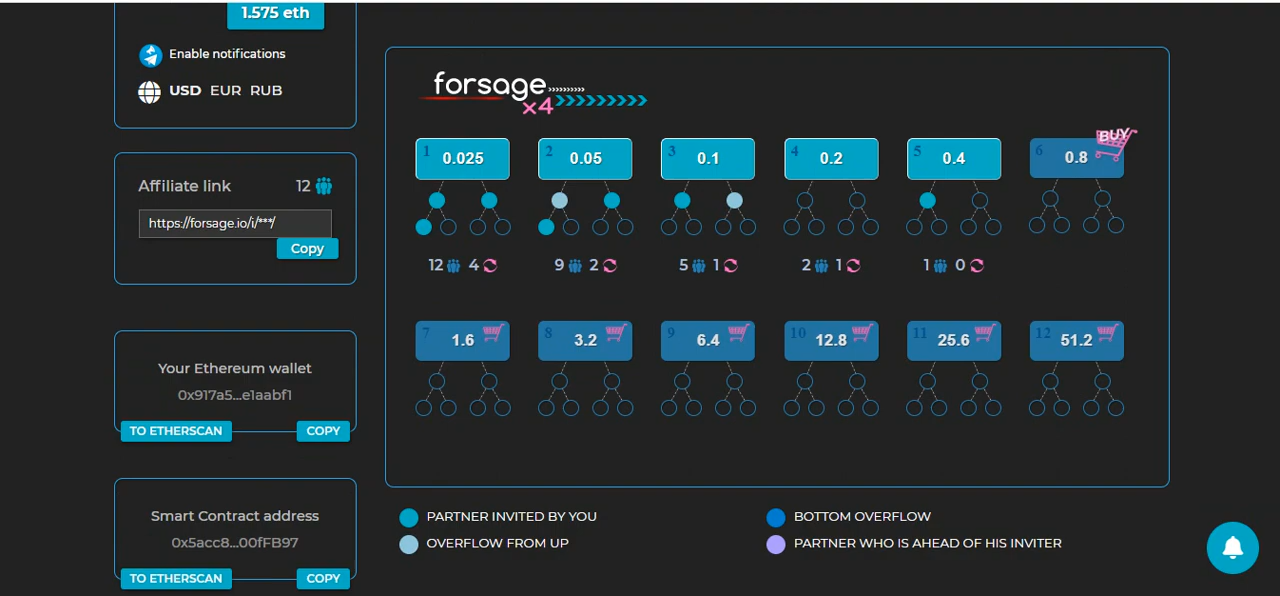 1.575 eth
Enable notifications
USD EUR RUB
Affiliate link 12
https://forsage.io/i/***/
Copy
Your Ethereum wallet
0x917a5...e1aabf1
TO ETHERSCAN COPY
Smart Contract address
0x5acc8...00fFB97
TO ETHERSCAN COPY
forsage
x4
BUY
1 0.025 2 0.05 3 0.1 4 0.2 5 0.4 6 0.8
12 4 9 2 5 1 2 1 1 0
7 1.6 8 3.2 9 6.4 10 12.8 11 25.6 12 51.2
PARTNER INVITED BY YOU BOTTOM OVERFLOW
OVERFLOW FROM UP PARTNER WHO IS AHEAD OF HIS INVITER